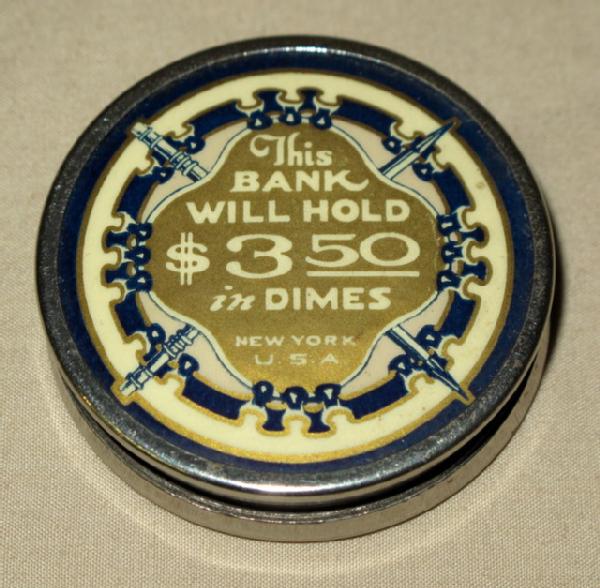 This
BANK
WILL HOLD
$3 50
in DIMES
NEW YORK
U.S.A